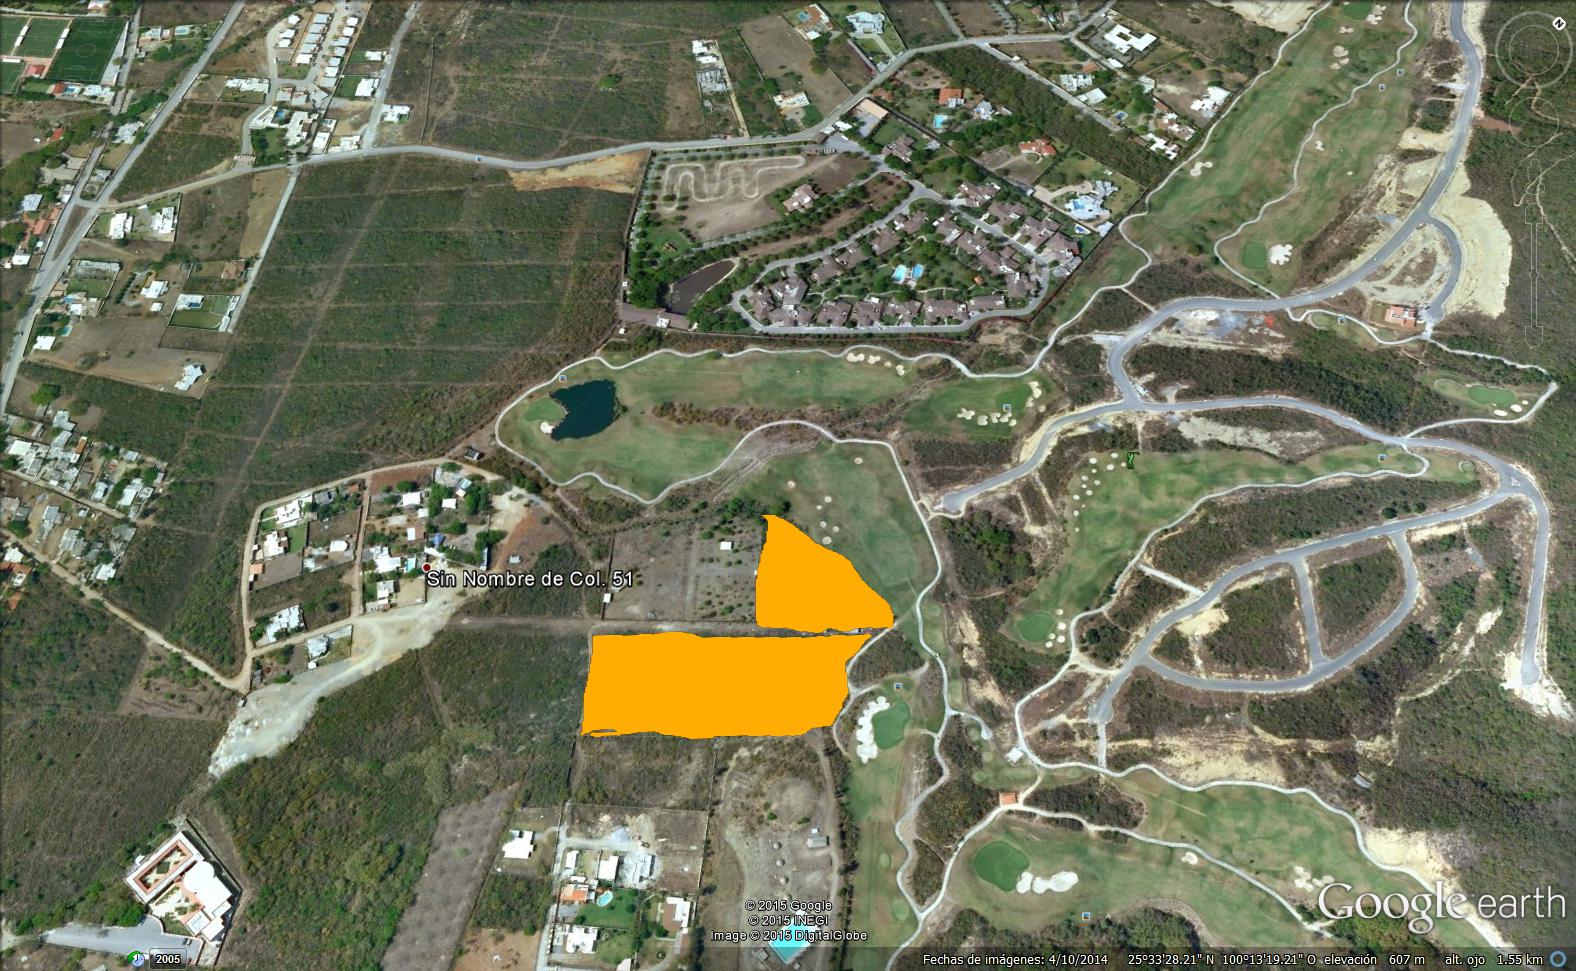 N
Sin Nombre de Col. 51
© 2015 Google
© 2015 INEGI
Image © 2015 DigitalGlobe
Google earth
2005
Fechas de imágenes: 4/10/2014 25°33'28.21" N 100°13'19.21" O elevación 607 m alt. ojo 1.55 km